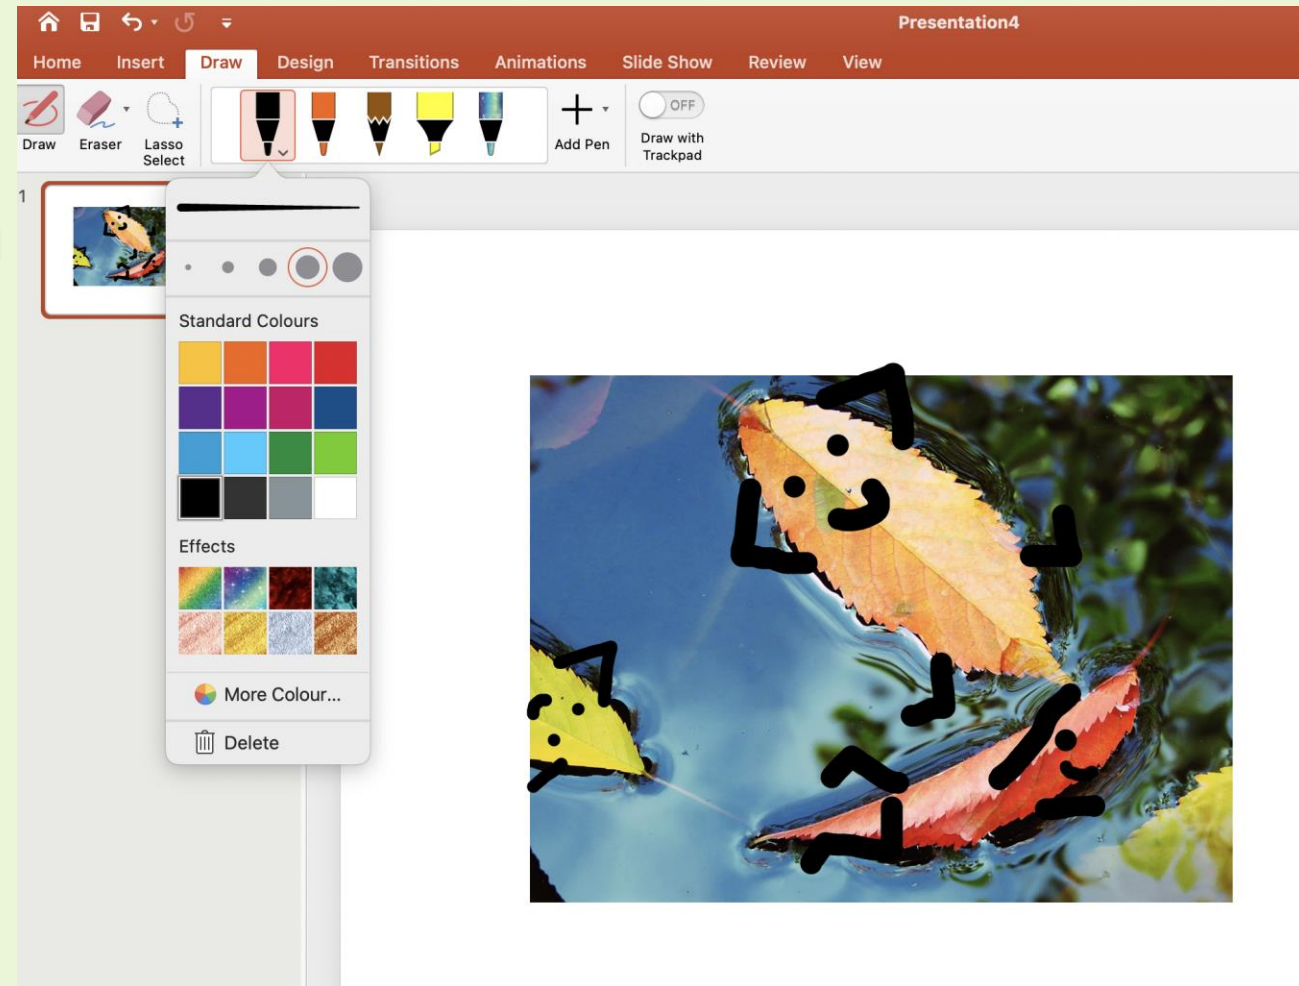 Presentation4
Home Insert Draw Design Transitions Animations Slide Show Review View
OFF
Draw Eraser Lasso Select Add Pen Draw with Trackpad
1
Standard Colours
Effects
More Colour...
Delete